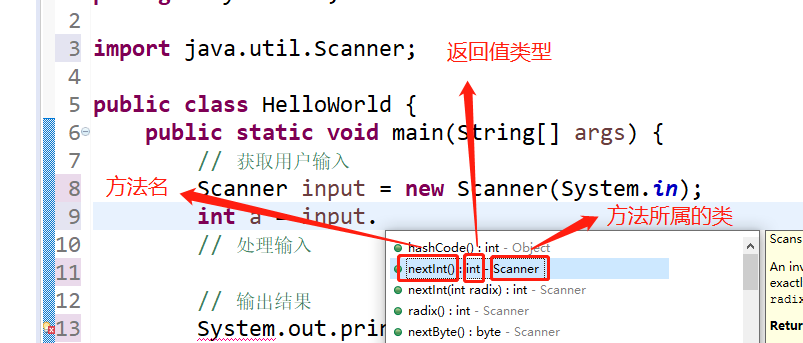 2
3 import java.util.Scanner;
返回值类型
4
5 public class HelloWorld {
6 public static void main(String[] args) {
7 // 获取用户输入
方法名
8 Scanner input = new Scanner(System.in);
9 int a = input.
方法所属的类
10 // 处理输入
hashCode() : int - Object
nextInt() : int - Scanner
nextInt(int radix) : int - Scanner
radix() : int - Scanner
nextByte() : byte - Scanner
11
12 // 输出结果
13 System.out.prin
Scans
An inv
exactl
radix
Retur